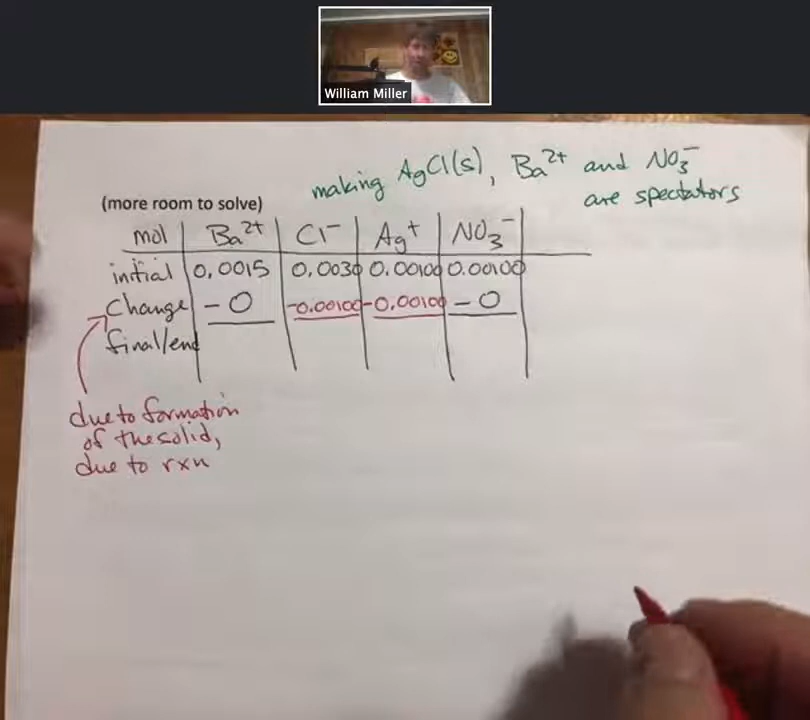 William Miller
making AgCl(s), Ba²⁺ and NO₃⁻
are spectators
(more room to solve)
mol Ba²⁺ Cl⁻ Ag⁺ NO₃⁻
initial 0.0015 0.0030 0.00100 0.00100
change -0 -0.00100 -0.00100 -0
final/end
due to formation
of the solid,
due to rxn